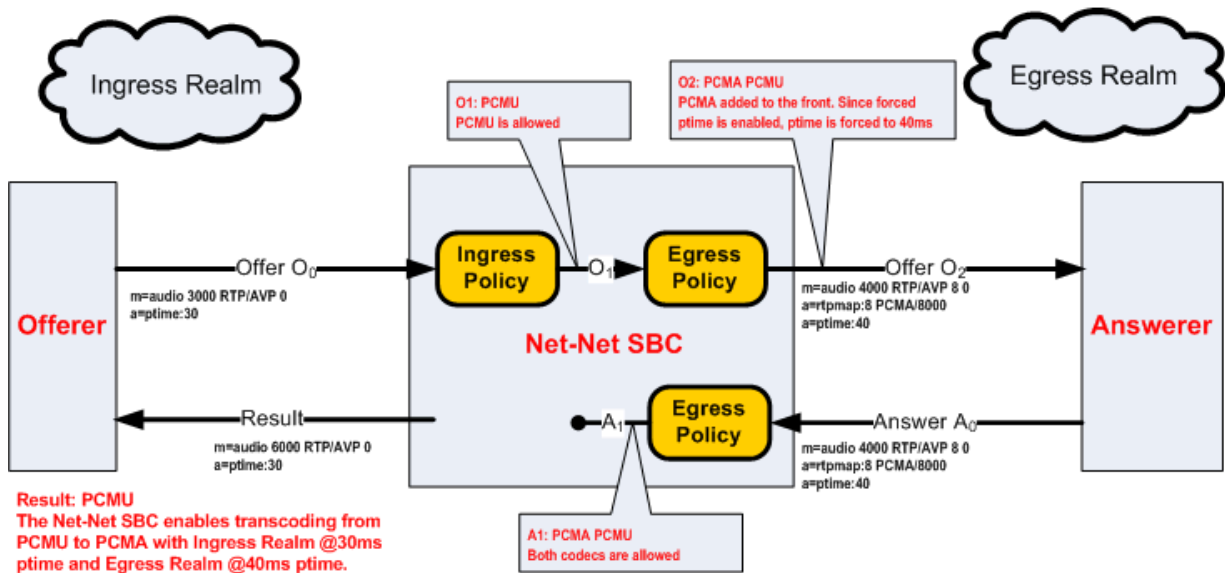 Ingress Realm
Egress Realm
O1: PCMU
PCMU is allowed
O2: PCMA PCMU
PCMA added to the front. Since forced
ptime is enabled, ptime is forced to 40ms
Offerer
Offer O0
m=audio 3000 RTP/AVP 0
a=ptime:30
Ingress
Policy
O1
Egress
Policy
Offer O2
m=audio 4000 RTP/AVP 8 0
a=rtpmap:8 PCMA/8000
a=ptime:40
Answerer
Net-Net SBC
Result
m=audio 6000 RTP/AVP 0
a=ptime:30
A1
Egress
Policy
Answer A0
m=audio 4000 RTP/AVP 8 0
a=rtpmap:8 PCMA/8000
a=ptime:40
Result: PCMU
The Net-Net SBC enables transcoding from
PCMU to PCMA with Ingress Realm @30ms
ptime and Egress Realm @40ms ptime.
A1: PCMA PCMU
Both codecs are allowed